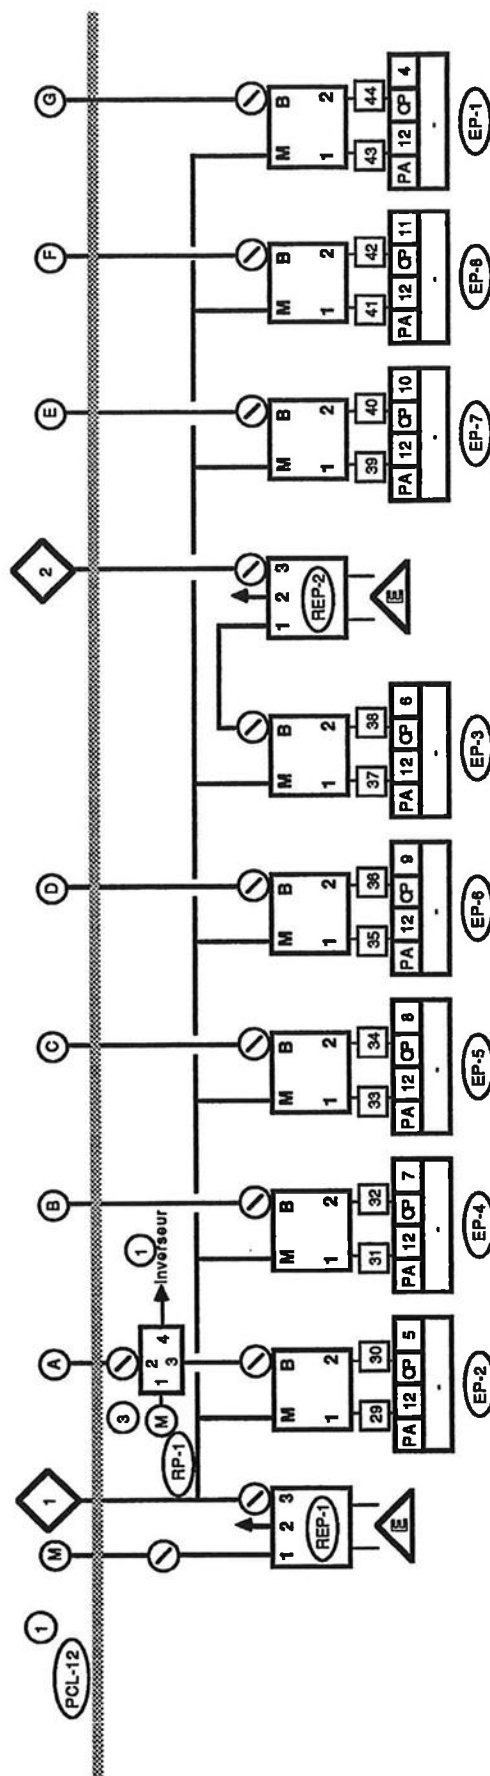 1
PCL-12
M 1 A B C D 2 E F G
3 1 2 1
M 3 4 Inverseur
RP-1
1 2 3 M B M B M B M B M B 1 2 3 M B M B M B
REP-1 1 2 1 2 1 2 1 2 1 2 REP-2 1 2 1 2 1 2
29 30 31 32 33 34 35 36 37 38 39 40 41 42 43 44
E PA 12 CP 5 PA 12 CP 7 PA 12 CP 8 PA 12 CP 9 PA 12 CP 6 E PA 12 CP 10 PA 12 CP 11 PA 12 CP 4
- - - - - - - -
EP-2 EP-4 EP-5 EP-6 EP-3 EP-7 EP-8 EP-1